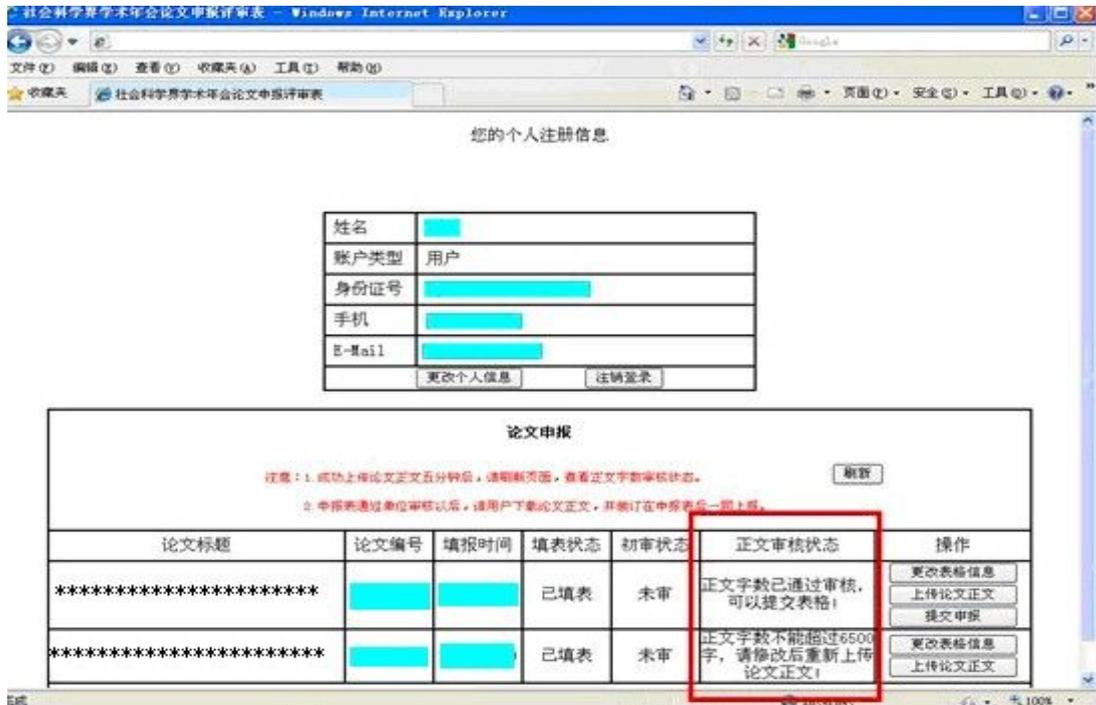 社会科学界学术年会论文申报评审表 - Windows Internet Explorer
Google
文件(F) 编辑(E) 查看(V) 收藏夹(A) 工具(T) 帮助(H)
收藏夹 社会科学界学术年会论文申报评审表 页面(P) 安全(S) 工具(O)
您的个人注册信息
姓名
账户类型 用户
身份证号
手机
E-Mail
更改个人信息 注销登录
论文申报
注意：1.成功上传论文正文五分钟后，请刷新页面，查看正文字数审核状态。 刷新
2.申报表通过单位审核以后，请用户下载论文正文，并装订在申报表后一同上报。
论文标题 论文编号 填报时间 填表状态 初审状态 正文审核状态 操作
********************** 已填表 未审 正文字数已通过审核，可以提交表格! 更改表格信息
上传论文正文
提交申报
*********************** 已填表 未审 正文字数不能超过6500字，请修改后重新上传论文正文! 更改表格信息
上传论文正文
完成 100%